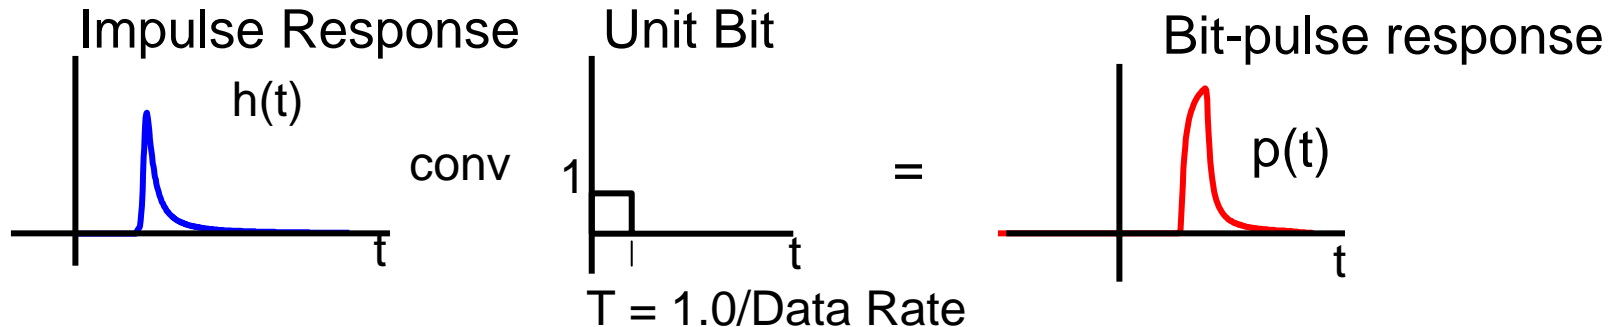 Impulse Response
Unit Bit
Bit-pulse response
h(t)
conv
1
=
p(t)
t
t
t
T = 1.0/Data Rate